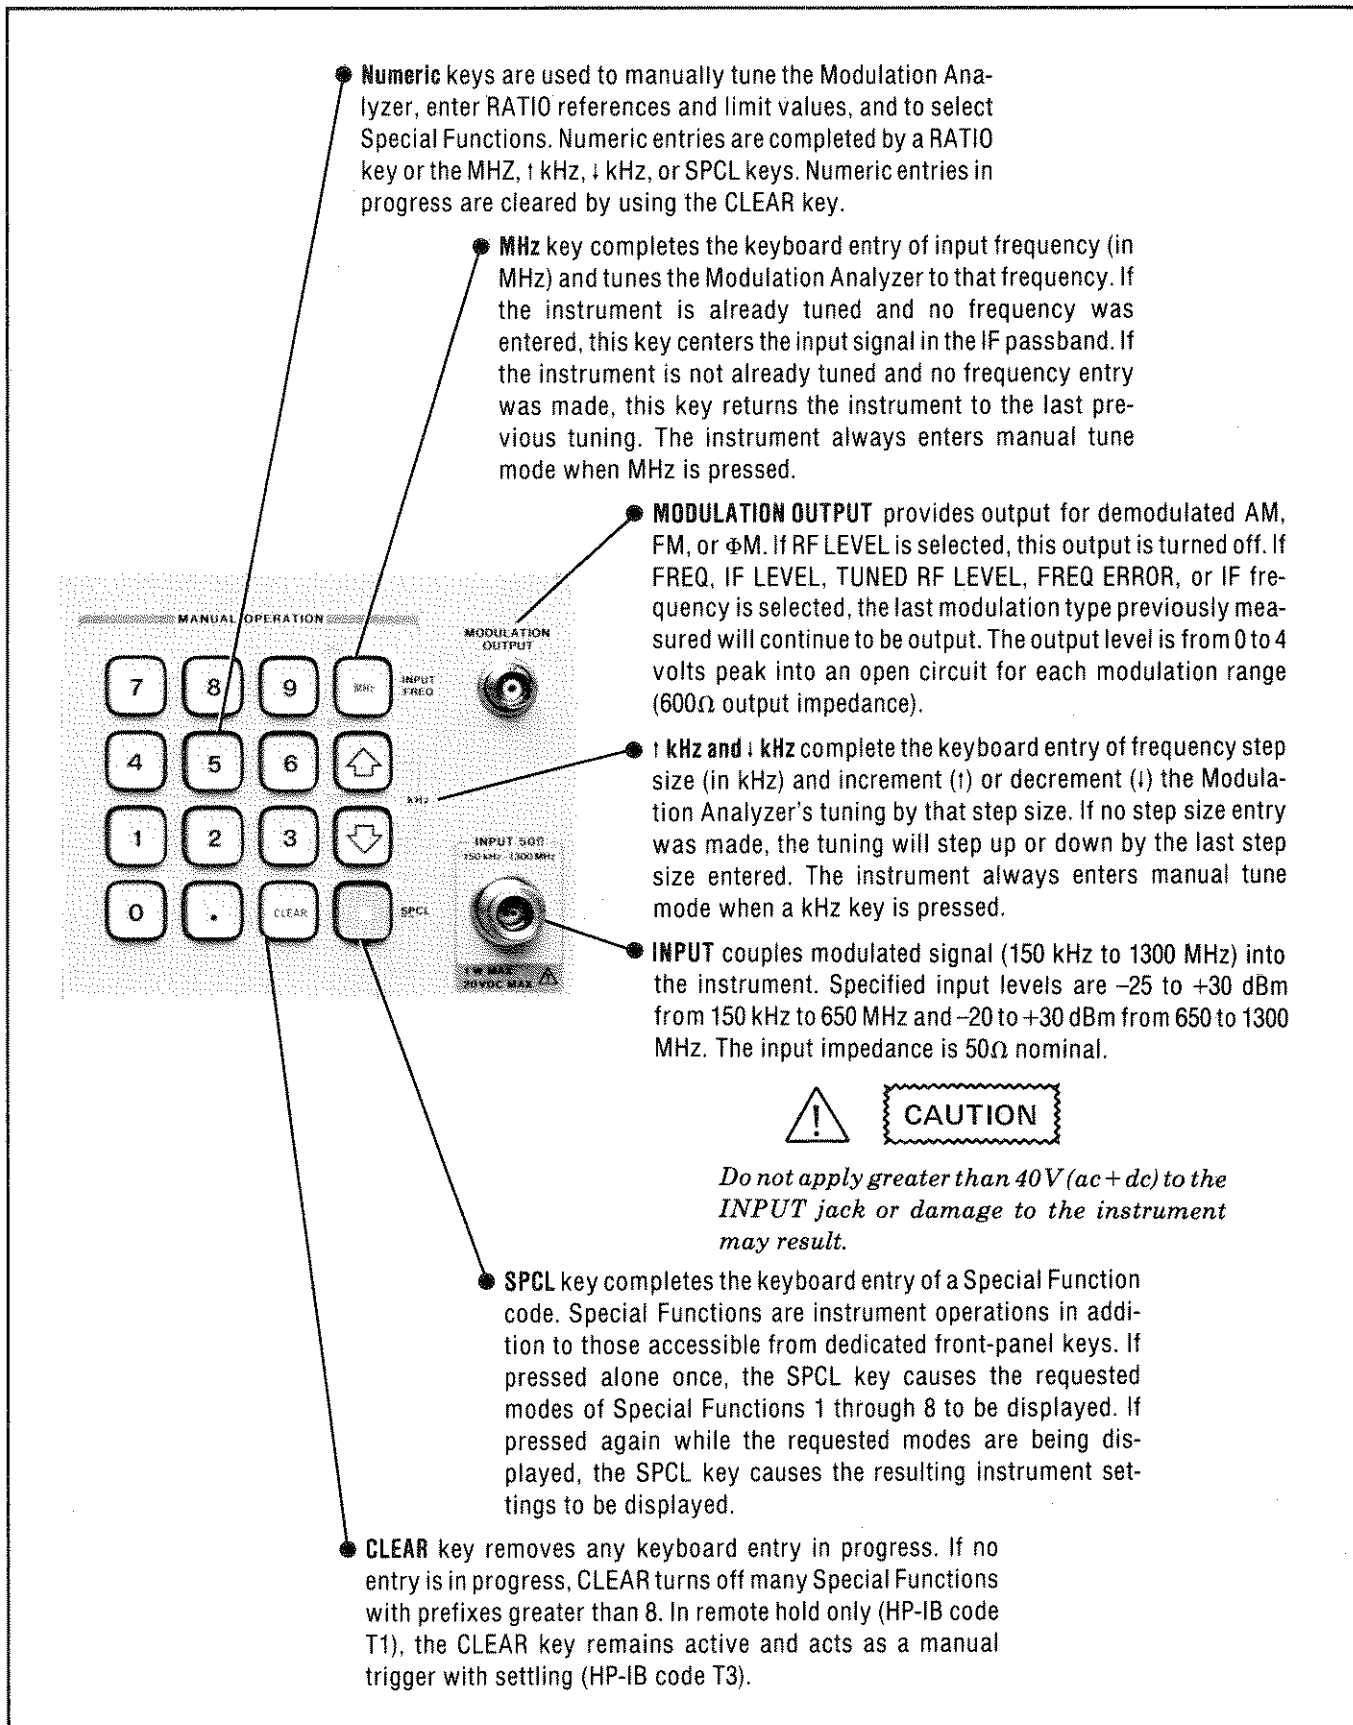 Numeric keys are used to manually tune the Modulation Ana-
lyzer, enter RATIO references and limit values, and to select
Special Functions. Numeric entries are completed by a RATIO
key or the MHZ, ↑ kHz, ↓ kHz, or SPCL keys. Numeric entries in
progress are cleared by using the CLEAR key.
MHz key completes the keyboard entry of input frequency (in
MHz) and tunes the Modulation Analyzer to that frequency. If
the instrument is already tuned and no frequency was
entered, this key centers the input signal in the IF passband. If
the instrument is not already tuned and no frequency entry
was made, this key returns the instrument to the last pre-
vious tuning. The instrument always enters manual tune
mode when MHz is pressed.
MODULATION OUTPUT provides output for demodulated AM,
FM, or ΦM. If RF LEVEL is selected, this output is turned off. If
FREQ, IF LEVEL, TUNED RF LEVEL, FREQ ERROR, or IF fre-
quency is selected, the last modulation type previously mea-
sured will continue to be output. The output level is from 0 to 4
volts peak into an open circuit for each modulation range
(600Ω output impedance).
↑ kHz and ↓ kHz complete the keyboard entry of frequency step
size (in kHz) and increment (↑) or decrement (↓) the Modula-
tion Analyzer's tuning by that step size. If no step size entry
was made, the tuning will step up or down by the last step
size entered. The instrument always enters manual tune
mode when a kHz key is pressed.
INPUT couples modulated signal (150 kHz to 1300 MHz) into
the instrument. Specified input levels are –25 to +30 dBm
from 150 kHz to 650 MHz and –20 to +30 dBm from 650 to 1300
MHz. The input impedance is 50Ω nominal.
MANUAL OPERATION
7 8 9 MHz INPUT FREQ
4 5 6
kHz
1 2 3
0 . CLEAR SPCL
MODULATION
OUTPUT
INPUT 50Ω
150 kHz - 1300 MHz
1 W MAX
20 VDC MAX
! CAUTION
Do not apply greater than 40 V (ac + dc) to the
INPUT jack or damage to the instrument
may result.
SPCL key completes the keyboard entry of a Special Function
code. Special Functions are instrument operations in addi-
tion to those accessible from dedicated front-panel keys. If
pressed alone once, the SPCL key causes the requested
modes of Special Functions 1 through 8 to be displayed. If
pressed again while the requested modes are being dis-
played, the SPCL key causes the resulting instrument set-
tings to be displayed.
CLEAR key removes any keyboard entry in progress. If no
entry is in progress, CLEAR turns off many Special Functions
with prefixes greater than 8. In remote hold only (HP-IB code
T1), the CLEAR key remains active and acts as a manual
trigger with settling (HP-IB code T3).